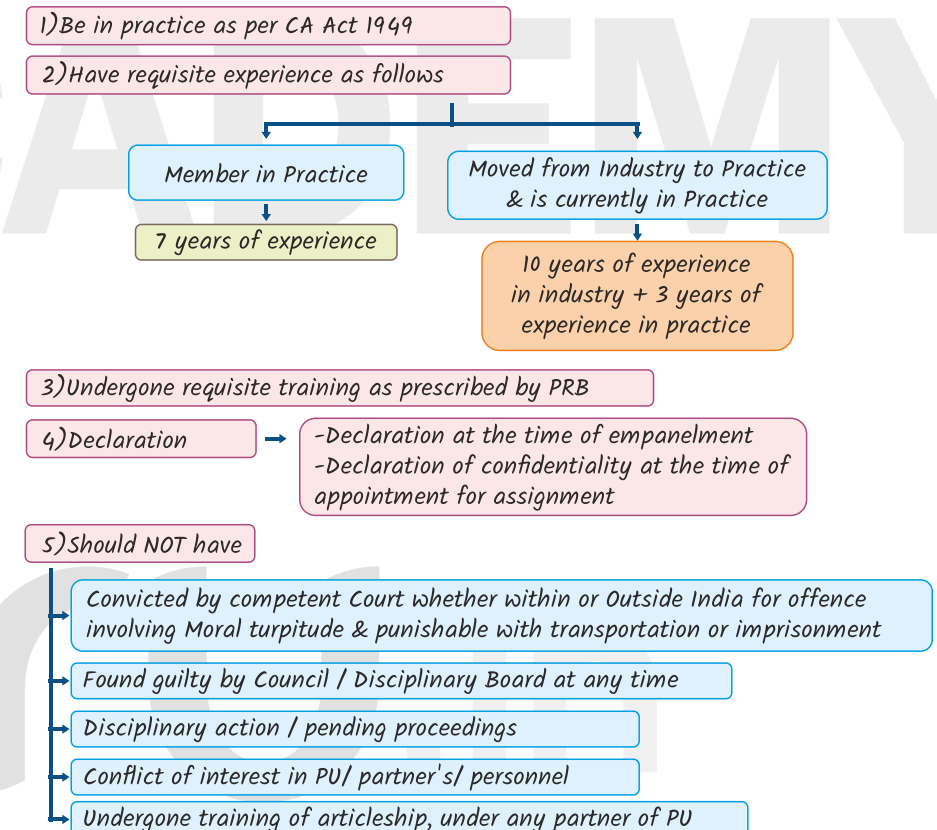 1)Be in practice as per CA Act 1949
2)Have requisite experience as follows
Member in Practice
7 years of experience
Moved from Industry to Practice
& is currently in Practice
10 years of experience
in industry + 3 years of
experience in practice
3)Undergone requisite training as prescribed by PRB
4)Declaration
-Declaration at the time of empanelment
-Declaration of confidentiality at the time of
appointment for assignment
5)Should NOT have
Convicted by competent Court whether within or Outside India for offence
involving Moral turpitude & punishable with transportation or imprisonment
Found guilty by Council / Disciplinary Board at any time
Disciplinary action / pending proceedings
Conflict of interest in PU/ partner's/ personnel
Undergone training of articleship, under any partner of PU